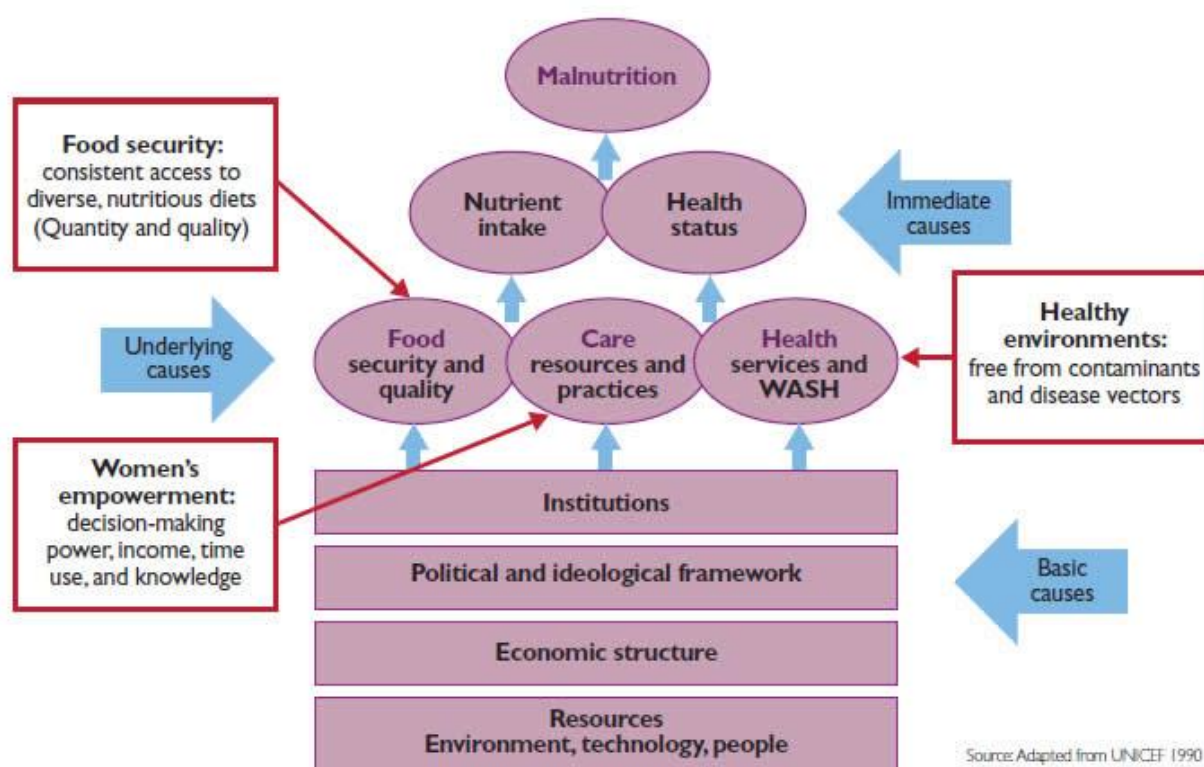 Malnutrition
Food security:
consistent access to
diverse, nutritious diets
(Quantity and quality)
Nutrient
intake
Health
status
Immediate
causes
Underlying
causes
Food
security and
quality
Care
resources and
practices
Health
services and
WASH
Healthy
environments:
free from contaminants
and disease vectors
Women's
empowerment:
decision-making
power, income, time
use, and knowledge
Institutions
Political and ideological framework
Basic
causes
Economic structure
Resources
Environment, technology, people
Source: Adapted from UNICEF 1990